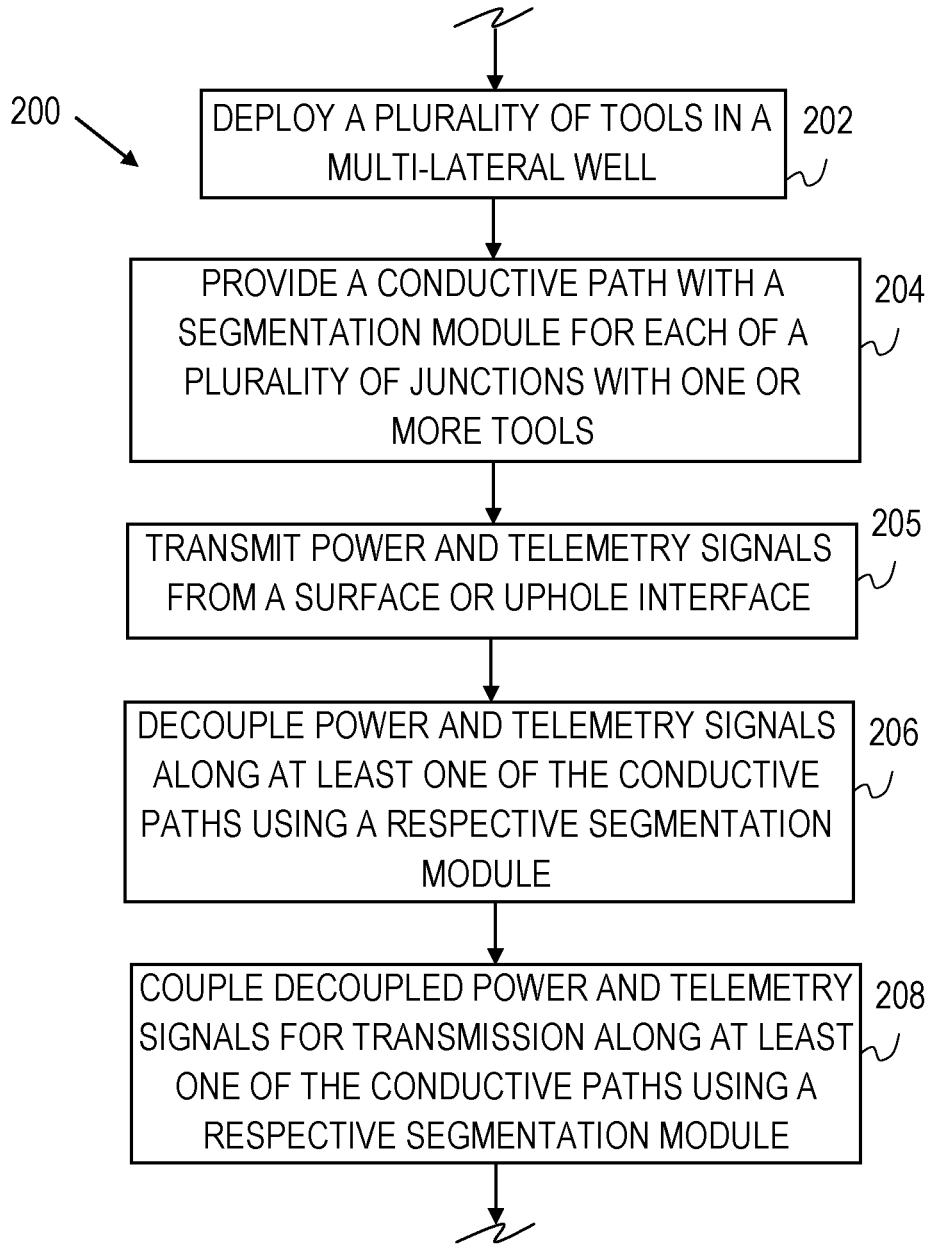 200
DEPLOY A PLURALITY OF TOOLS IN A
MULTI-LATERAL WELL
202
PROVIDE A CONDUCTIVE PATH WITH A
SEGMENTATION MODULE FOR EACH OF A
PLURALITY OF JUNCTIONS WITH ONE OR
MORE TOOLS
204
TRANSMIT POWER AND TELEMETRY SIGNALS
FROM A SURFACE OR UPHOLE INTERFACE
205
DECOUPLE POWER AND TELEMETRY SIGNALS
ALONG AT LEAST ONE OF THE CONDUCTIVE
PATHS USING A RESPECTIVE SEGMENTATION
MODULE
206
COUPLE DECOUPLED POWER AND TELEMETRY
SIGNALS FOR TRANSMISSION ALONG AT LEAST
ONE OF THE CONDUCTIVE PATHS USING A
RESPECTIVE SEGMENTATION MODULE
208